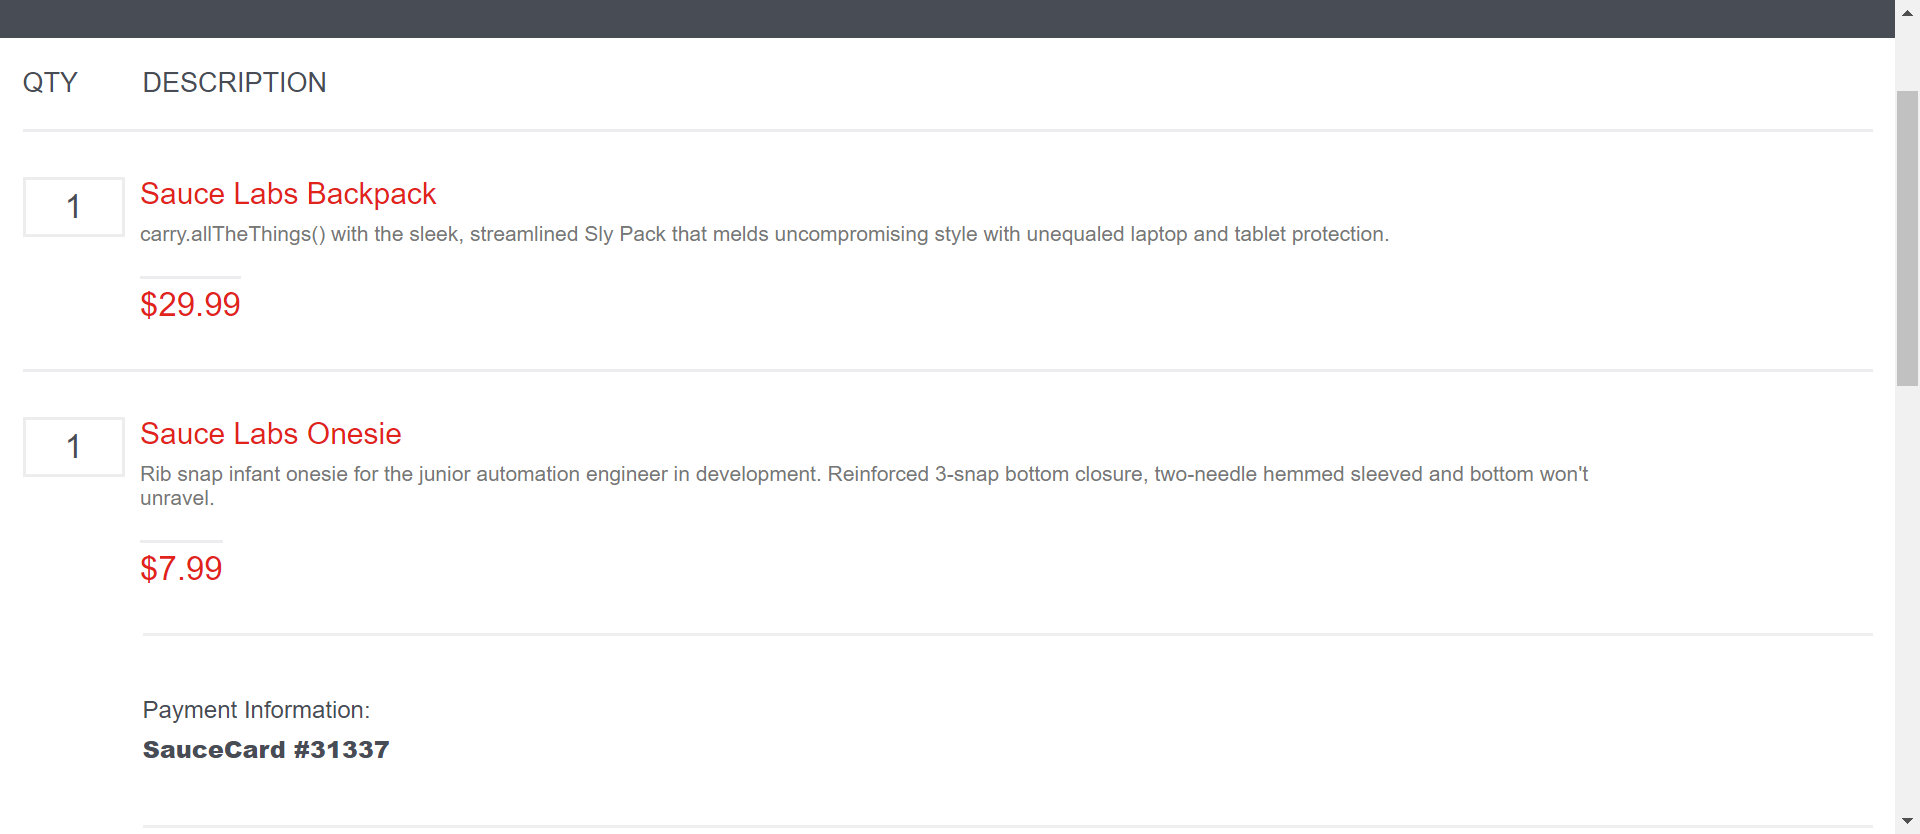 QTY DESCRIPTION
1 Sauce Labs Backpack
carry.allTheThings() with the sleek, streamlined Sly Pack that melds uncompromising style with unequaled laptop and tablet protection.
$29.99
1 Sauce Labs Onesie
Rib snap infant onesie for the junior automation engineer in development. Reinforced 3-snap bottom closure, two-needle hemmed sleeved and bottom won't
unravel.
$7.99
Payment Information:
SauceCard #31337